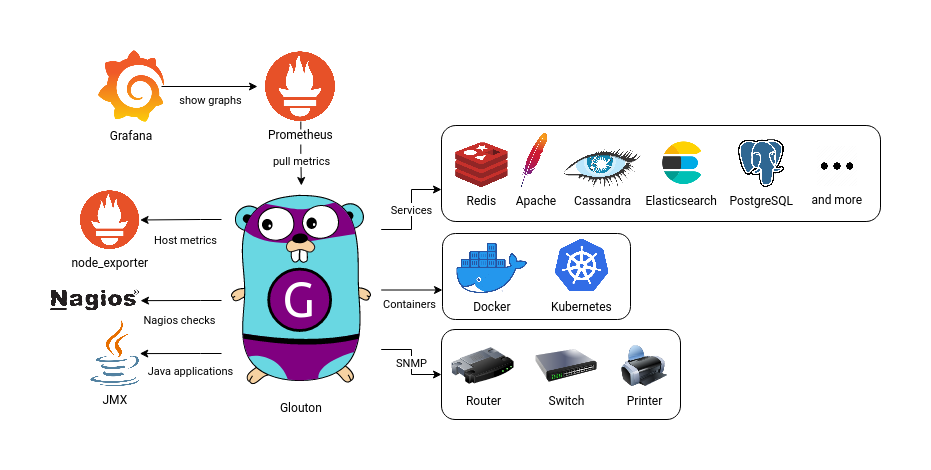 show graphs
Grafana
Prometheus
pull metrics
Redis
Apache
Cassandra
Elasticsearch
PostgreSQL
and more
Services
Host metrics
node_exporter
Nagios
Nagios checks
G
Containers
Docker
Kubernetes
Java applications
JMX
SNMP
Router
Switch
Printer
Glouton